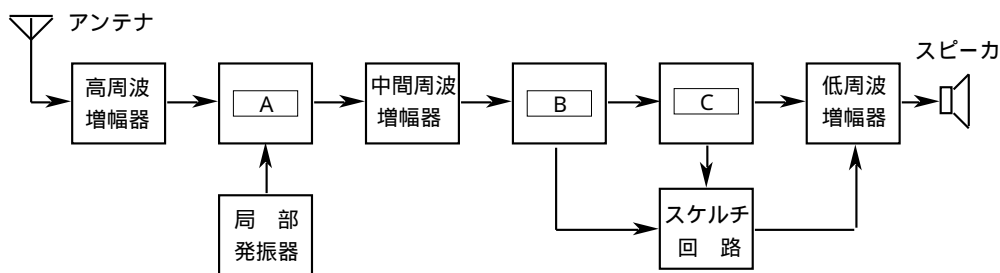 アンテナ
スピーカ
高周波
増幅器
A
中間周波
増幅器
B
C
低周波
増幅器
局 部
発振器
スケルチ
回 路